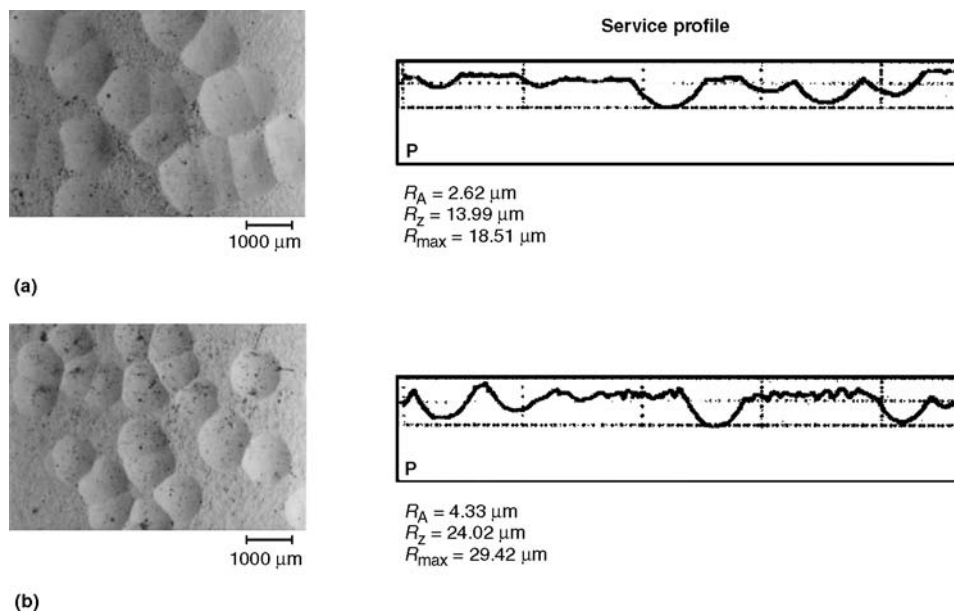 Service profile
P
R_A = 2.62 μm
R_z = 13.99 μm
R_max = 18.51 μm
1000 μm
(a)
P
R_A = 4.33 μm
R_z = 24.02 μm
R_max = 29.42 μm
1000 μm
(b)